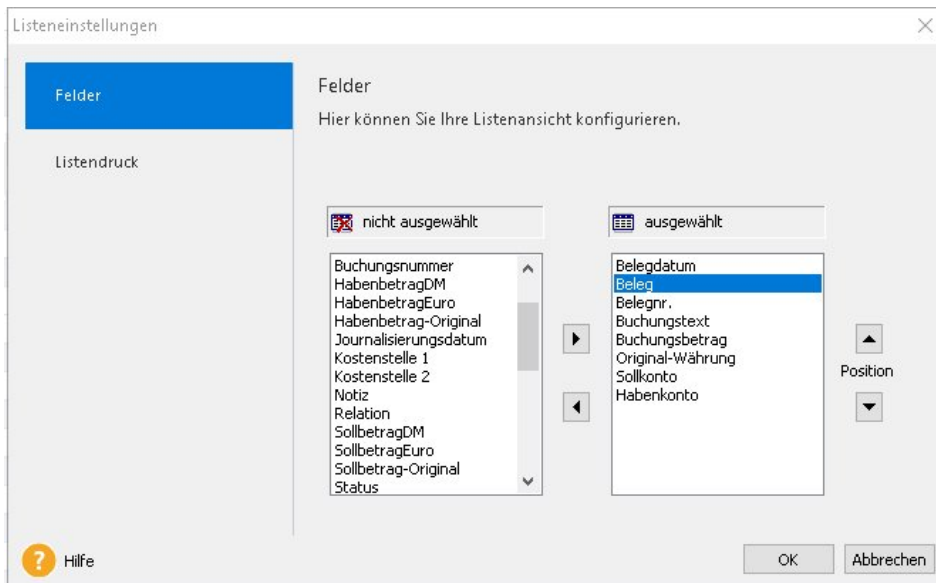 Listeneinstellungen
Felder
Listendruck
Felder
Hier können Sie Ihre Listenansicht konfigurieren.
nicht ausgewählt
Buchungsnummer
HabenbetragDM
HabenbetragEuro
Habenbetrag-Original
Journalisierungsdatum
Kostenstelle 1
Kostenstelle 2
Notiz
Relation
SollbetragDM
SollbetragEuro
Sollbetrag-Original
Status
ausgewählt
Belegdatum
Beleg
Belegnr.
Buchungstext
Buchungsbetrag
Original-Währung
Sollkonto
Habenkonto
Position
? Hilfe
OK
Abbrechen